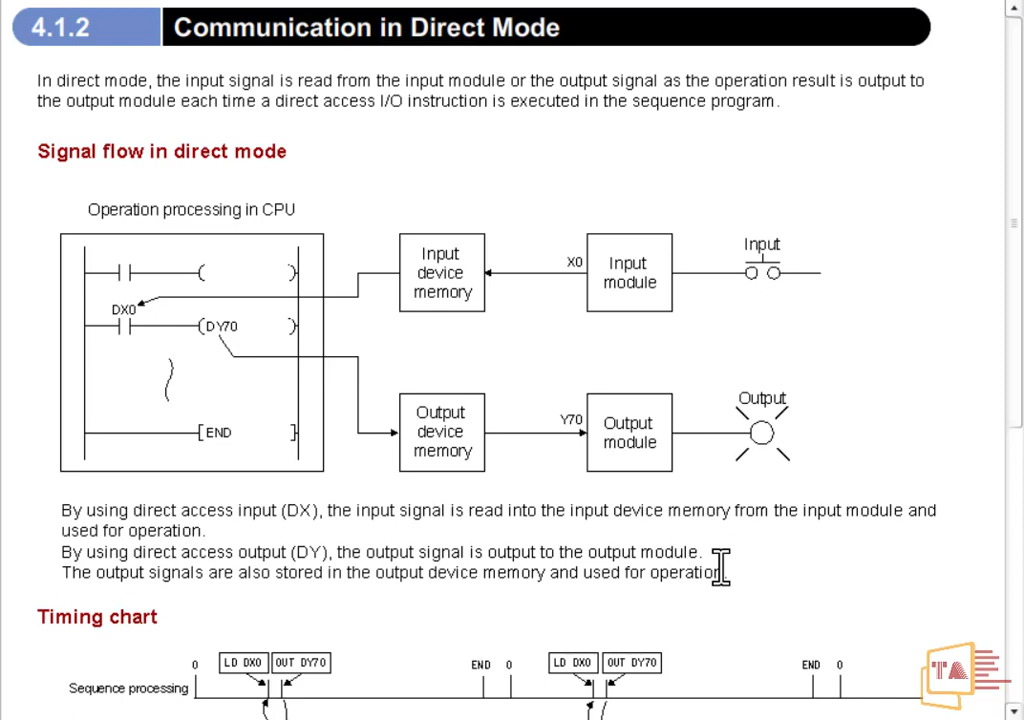 4.1.2 Communication in Direct Mode
In direct mode, the input signal is read from the input module or the output signal as the operation result is output to
the output module each time a direct access I/O instruction is executed in the sequence program.
Signal flow in direct mode
Operation processing in CPU
Input
device
memory
X0
Input
module
Input
DX0
DY70
END
Output
device
memory
Y70
Output
module
Output
By using direct access input (DX), the input signal is read into the input device memory from the input module and
used for operation.
By using direct access output (DY), the output signal is output to the output module.
The output signals are also stored in the output device memory and used for operation
Timing chart
0 LD DX0 OUT DY70 END 0 LD DX0 OUT DY70 END 0
Sequence processing
TA